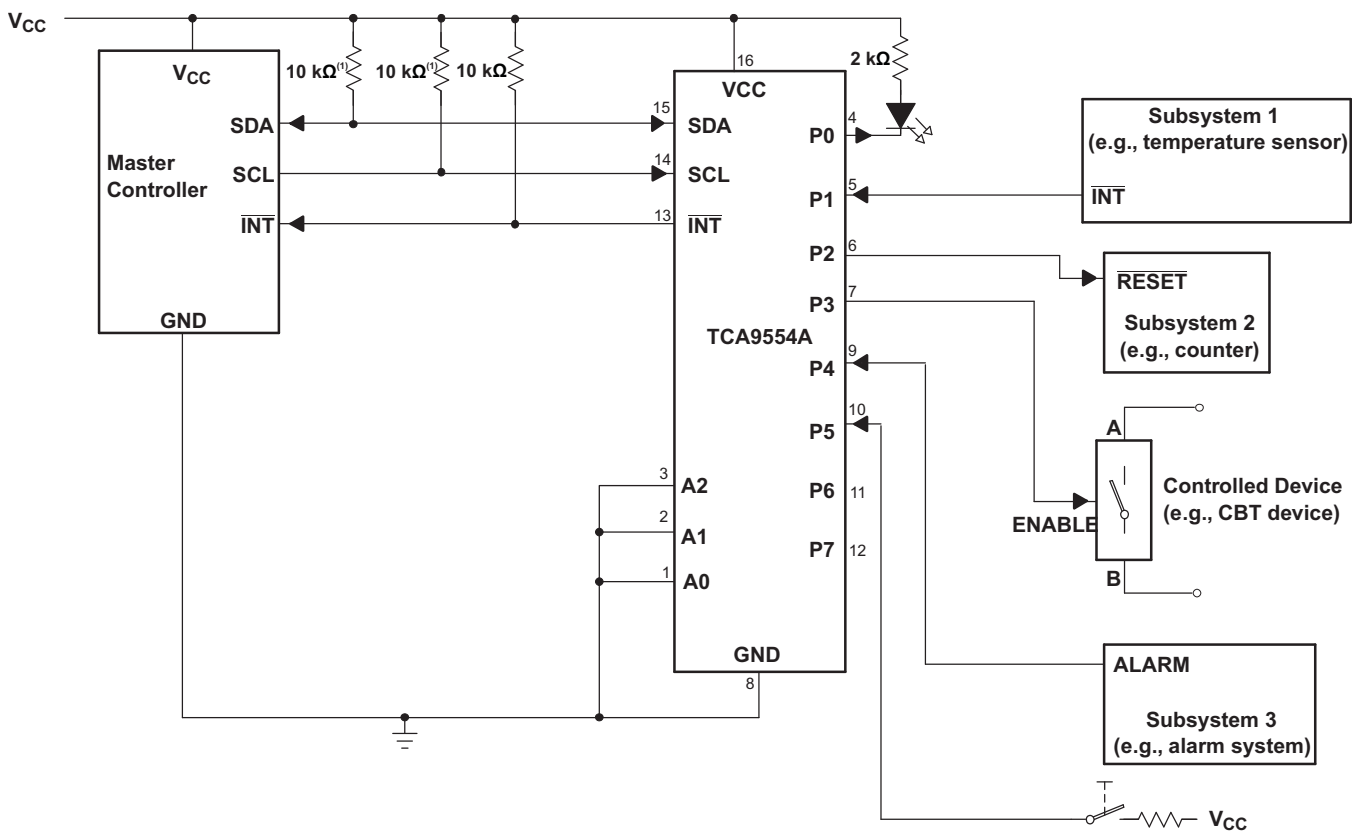 VCC
VCC
10 kΩ(1)
10 kΩ(1)
10 kΩ
2 kΩ
SDA
SCL
INT
Master
Controller
GND
16
VCC
15
SDA
14
SCL
13
INT
TCA9554A
3
A2
2
A1
1
A0
GND
8
4
P0
5
P1
6
P2
7
P3
9
P4
10
P5
P6
11
P7
12
Subsystem 1
(e.g., temperature sensor)
INT
RESET
Subsystem 2
(e.g., counter)
A
ENABLE
B
Controlled Device
(e.g., CBT device)
ALARM
Subsystem 3
(e.g., alarm system)
VCC